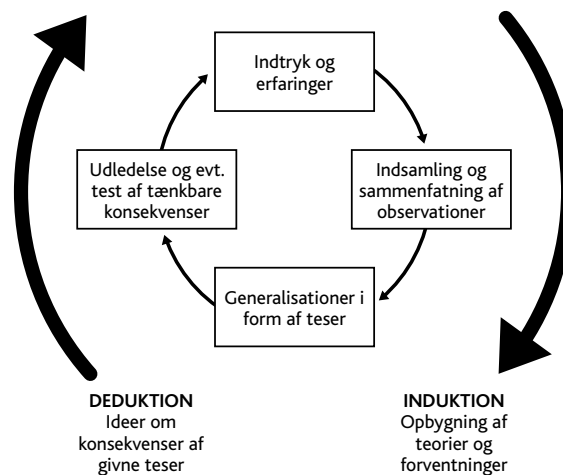 Indtryk og
erfaringer
Udledelse og evt.
test af tænkbare
konsekvenser
Indsamling og
sammenfatning af
observationer
Generalisationer i
form af teser
DEDUKTION
Ideer om
konsekvenser af
givne teser
INDUKTION
Opbygning af
teorier og
forventninger